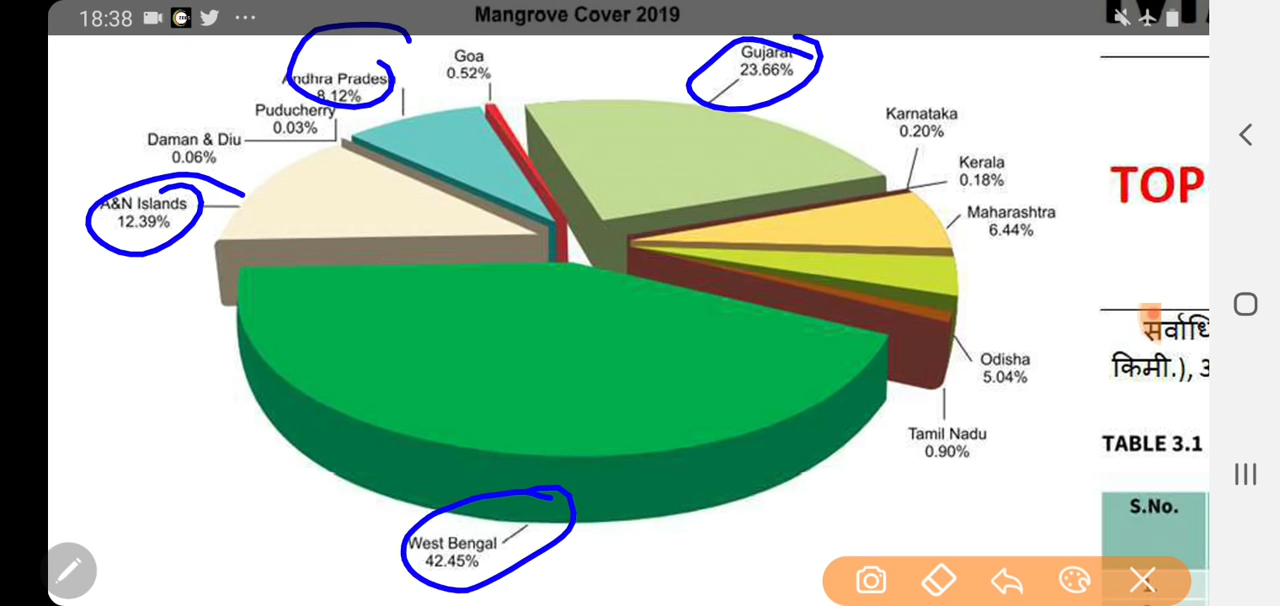 18:38
Mangrove Cover 2019
Goa
0.52%
Gujarat
23.66%
Andhra Prades
8.12%
Puducherry
0.03%
Daman & Diu
0.06%
A&N Islands
12.39%
Karnataka
0.20%
Kerala
0.18%
Maharashtra
6.44%
Odisha
5.04%
Tamil Nadu
0.90%
West Bengal
42.45%
TOP
किमी.),
TABLE 3.1
S.No.